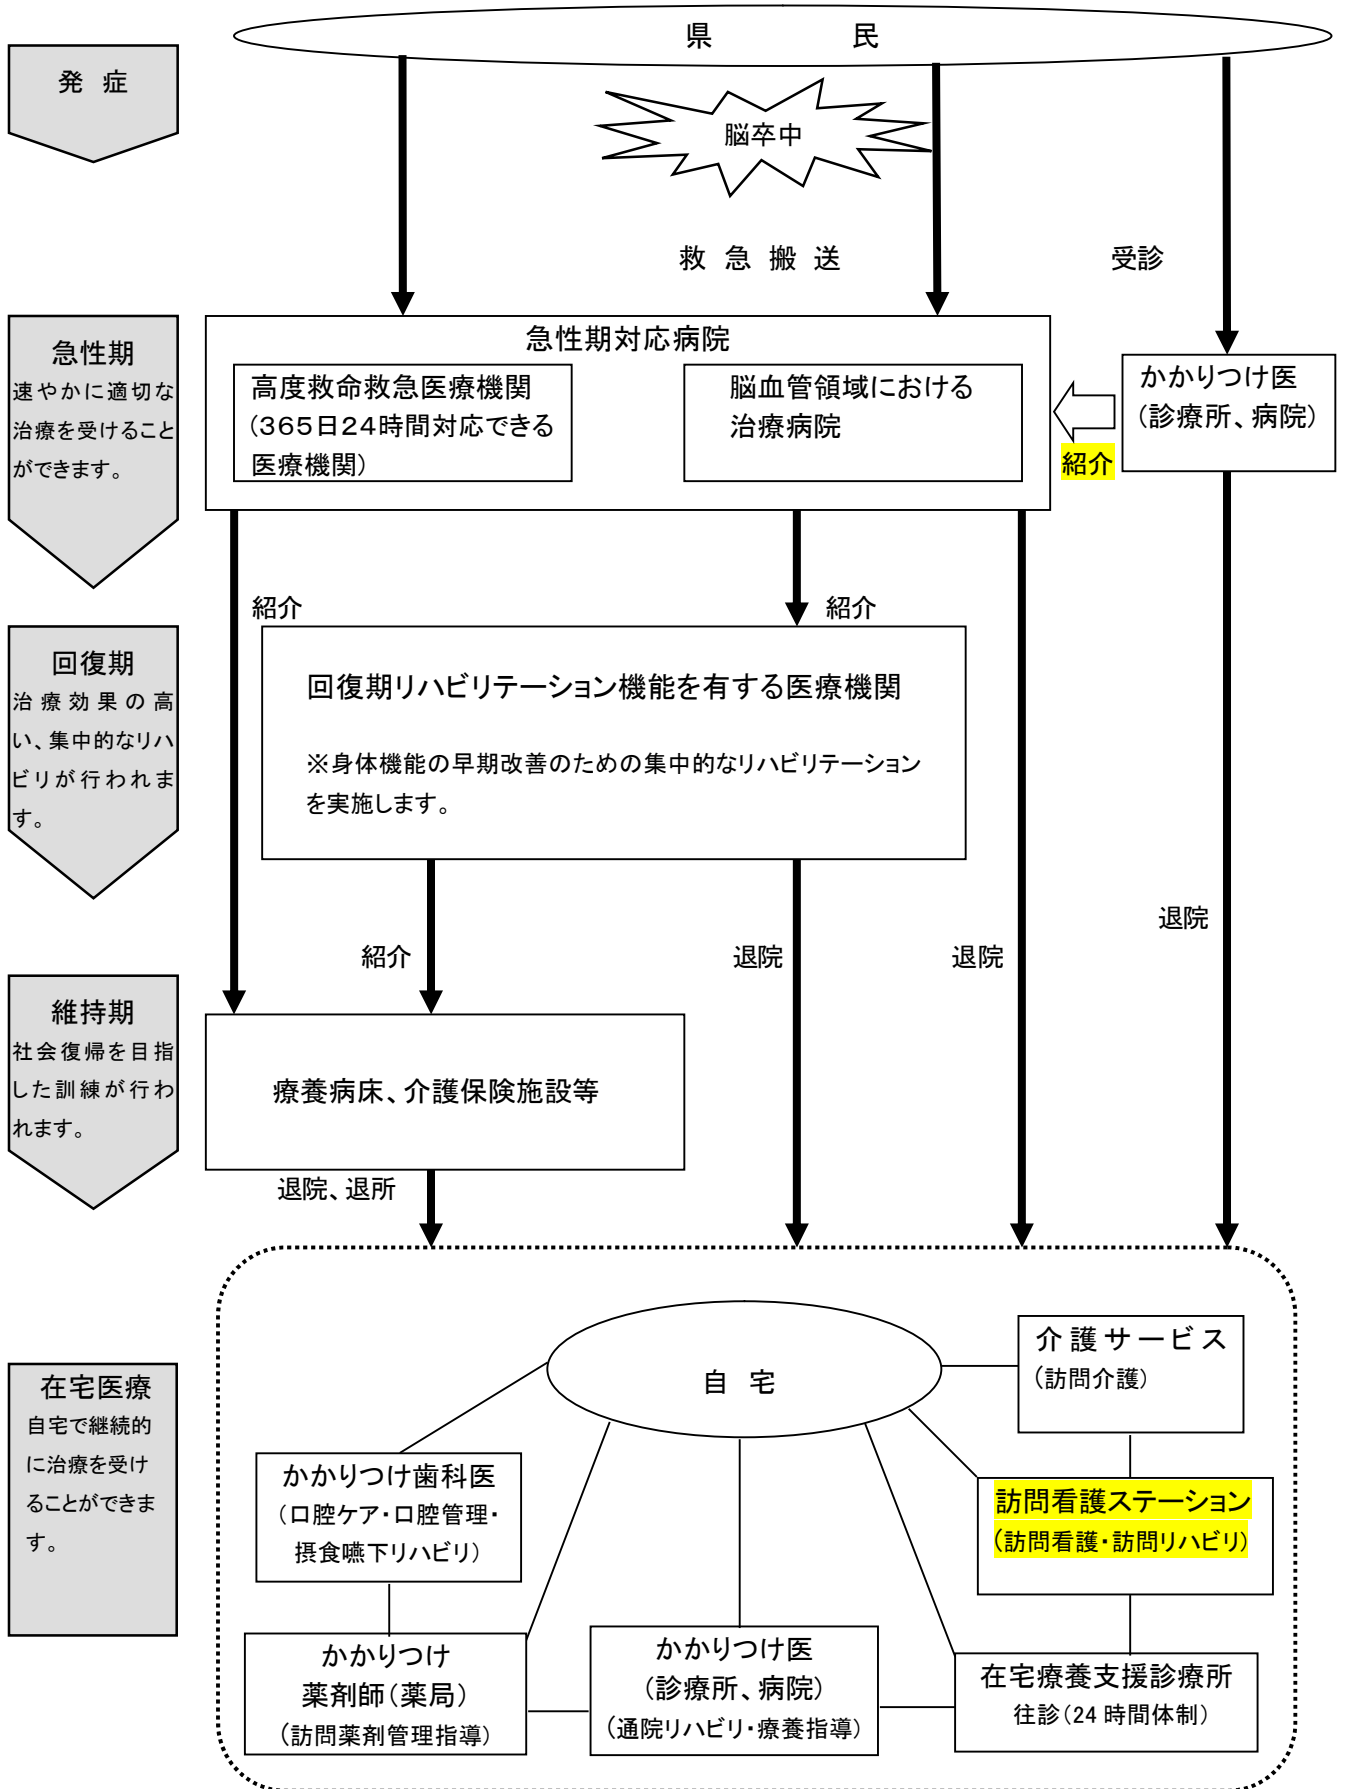 県　　　　民
発　症
脳卒中
救 急 搬 送
受診
急性期
速やかに適切な
治療を受けること
ができます。
急性期対応病院
高度救命救急医療機関
(365日24時間対応できる
医療機関)
脳血管領域における
治療病院
かかりつけ医
(診療所、病院)
紹介
紹介
紹介
回復期
治療効果の高
い、集中的なリハ
ビリが行われま
す。
回復期リハビリテーション機能を有する医療機関
※身体機能の早期改善のための集中的なリハビリテーション
を実施します。
紹介
退院
退院
退院
維持期
社会復帰を目指
した訓練が行わ
れます。
療養病床、介護保険施設等
退院、退所
在宅医療
自宅で継続的
に治療を受け
ることができま
す。
自　宅
介護サービス
(訪問介護)
かかりつけ歯科医
(口腔ケア・口腔管理・
摂食嚥下リハビリ)
訪問看護ステーション
(訪問看護・訪問リハビリ)
かかりつけ
薬剤師(薬局)
(訪問薬剤管理指導)
かかりつけ医
(診療所、病院)
(通院リハビリ・療養指導)
在宅療養支援診療所
往診(24時間体制)